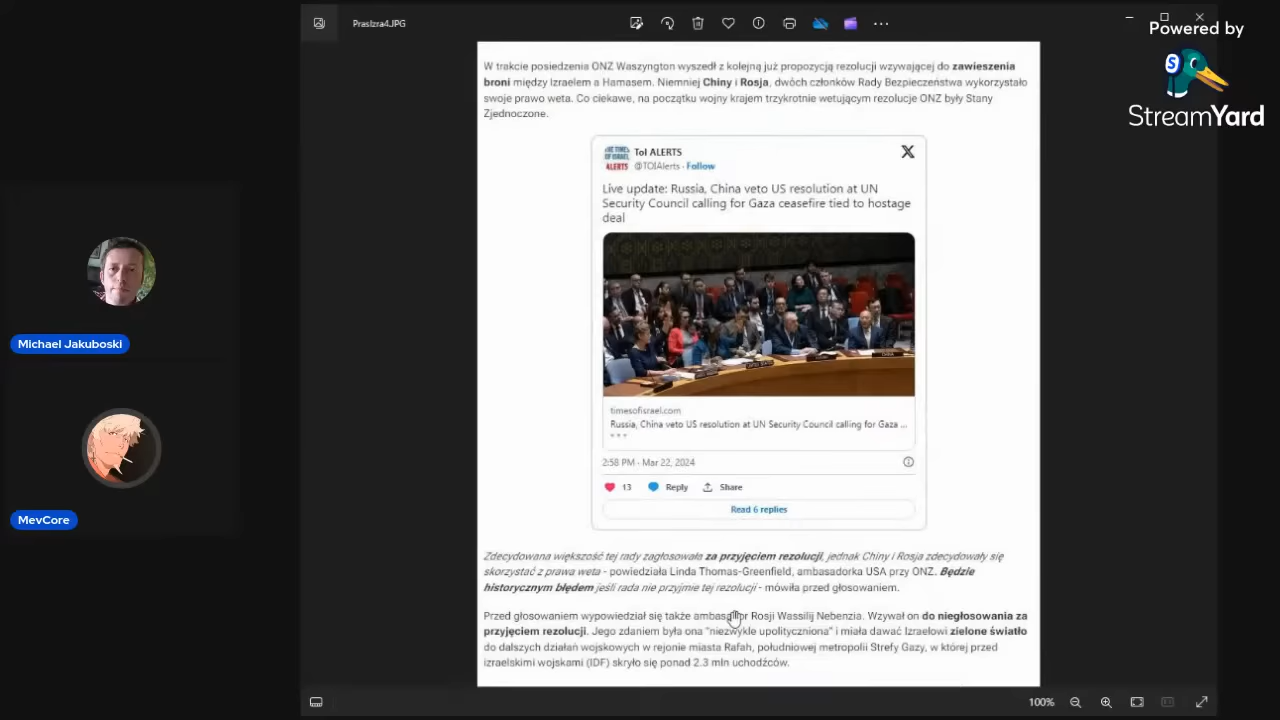 PrasIzra4.JPG
Powered by
StreamYard
W trakcie posiedzenia ONZ Waszyngton wyszedł z kolejną już propozycją rezolucji wzywającej do zawieszenia
broni między Izraelem a Hamasem. Niemniej Chiny i Rosja, dwóch członków Rady Bezpieczeństwa wykorzystało
swoje prawo weta. Co ciekawe, na początku wojny krajem trzykrotnie wetującym rezolucje ONZ były Stany
Zjednoczone.
THE TIMES OF ISRAEL ALERTS
ToI ALERTS
@TOIAlerts · Follow
X
Live update: Russia, China veto US resolution at UN
Security Council calling for Gaza ceasefire tied to hostage
deal
UNITED STATES
CHINA
timesofisrael.com
Russia, China veto US resolution at UN Security Council calling for Gaza ...
2:58 PM · Mar 22, 2024
13 Reply Share
Read 6 replies
Michael Jakuboski
MevCore
Zdecydowana większość tej rady zagłosowała za przyjęciem rezolucji, jednak Chiny i Rosja zdecydowały się
skorzystać z prawa weta - powiedziała Linda Thomas-Greenfield, ambasadorka USA przy ONZ. Będzie
historycznym błędem jeśli rada nie przyjmie tej rezolucji - mówiła przed głosowaniem.
Przed głosowaniem wypowiedział się także ambasador Rosji Wassilij Nebenzia. Wzywał on do niegłosowania za
przyjęciem rezolucji. Jego zdaniem była ona "niezwykle upolityczniona" i miała dawać Izraelowi zielone światło
do dalszych działań wojskowych w rejonie miasta Rafah, południowej metropolii Strefy Gazy, w której przed
izraelskimi wojskami (IDF) skryło się ponad 2.3 mln uchodźców.
100%